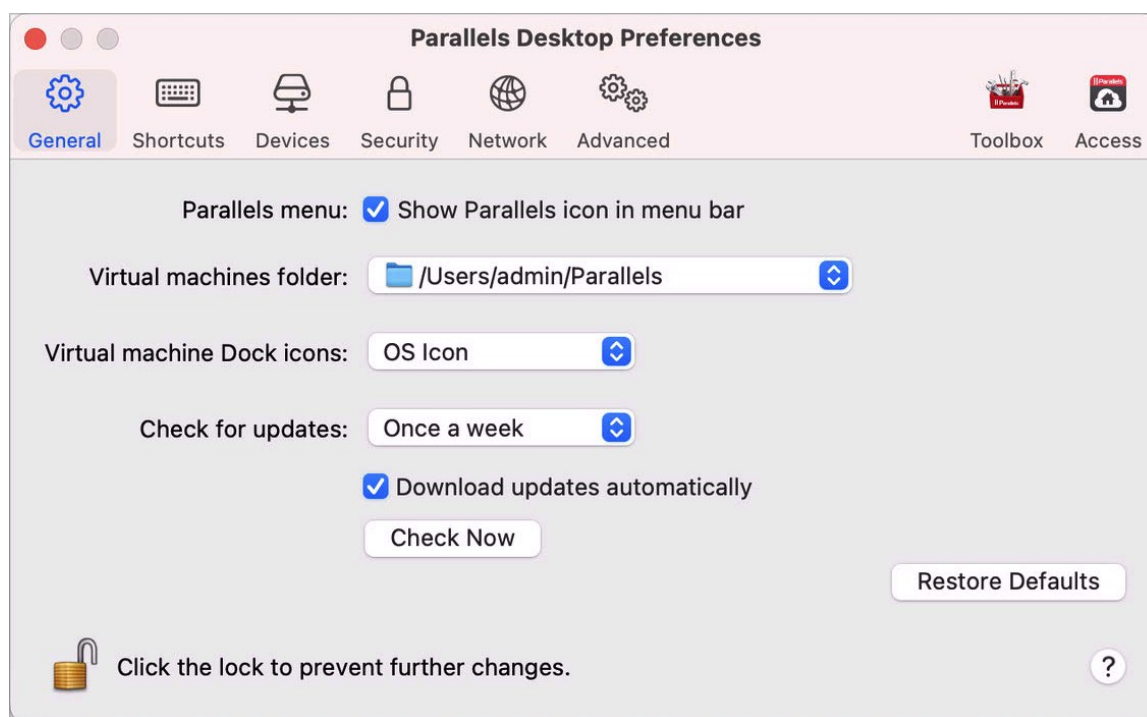 Parallels Desktop Preferences
General Shortcuts Devices Security Network Advanced Toolbox Access
Parallels menu: Show Parallels icon in menu bar
Virtual machines folder: /Users/admin/Parallels
Virtual machine Dock icons: OS Icon
Check for updates: Once a week
Download updates automatically
Check Now
Restore Defaults
Click the lock to prevent further changes.
?